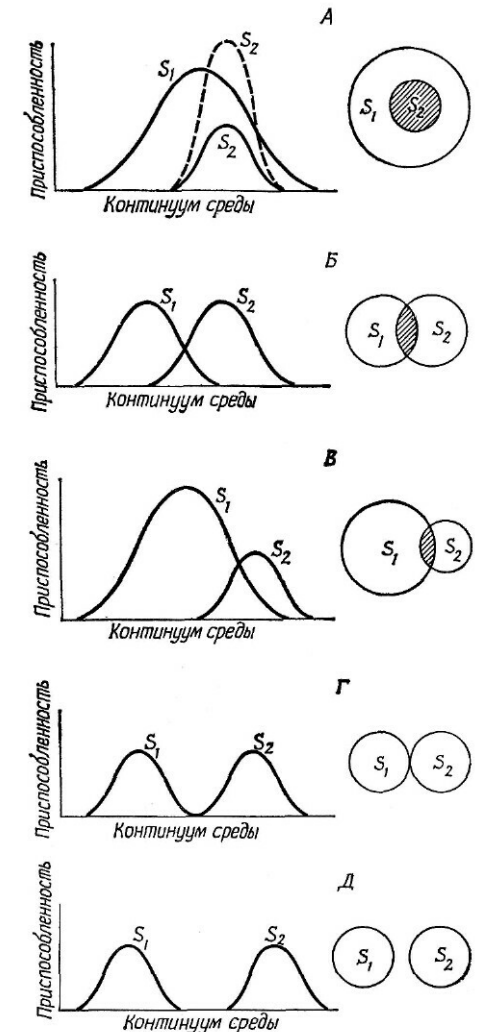 А
Приспособленность
S1
S2
S2
Континуум среды
S1
S2
Б
Приспособленность
S1
S2
Континуум среды
S1
S2
В
Приспособленность
S1
S2
Континуум среды
S1
S2
Г
Приспособленность
S1
S2
Континуум среды
S1
S2
Д
Приспособленность
S1
S2
Континуум среды
S1
S2